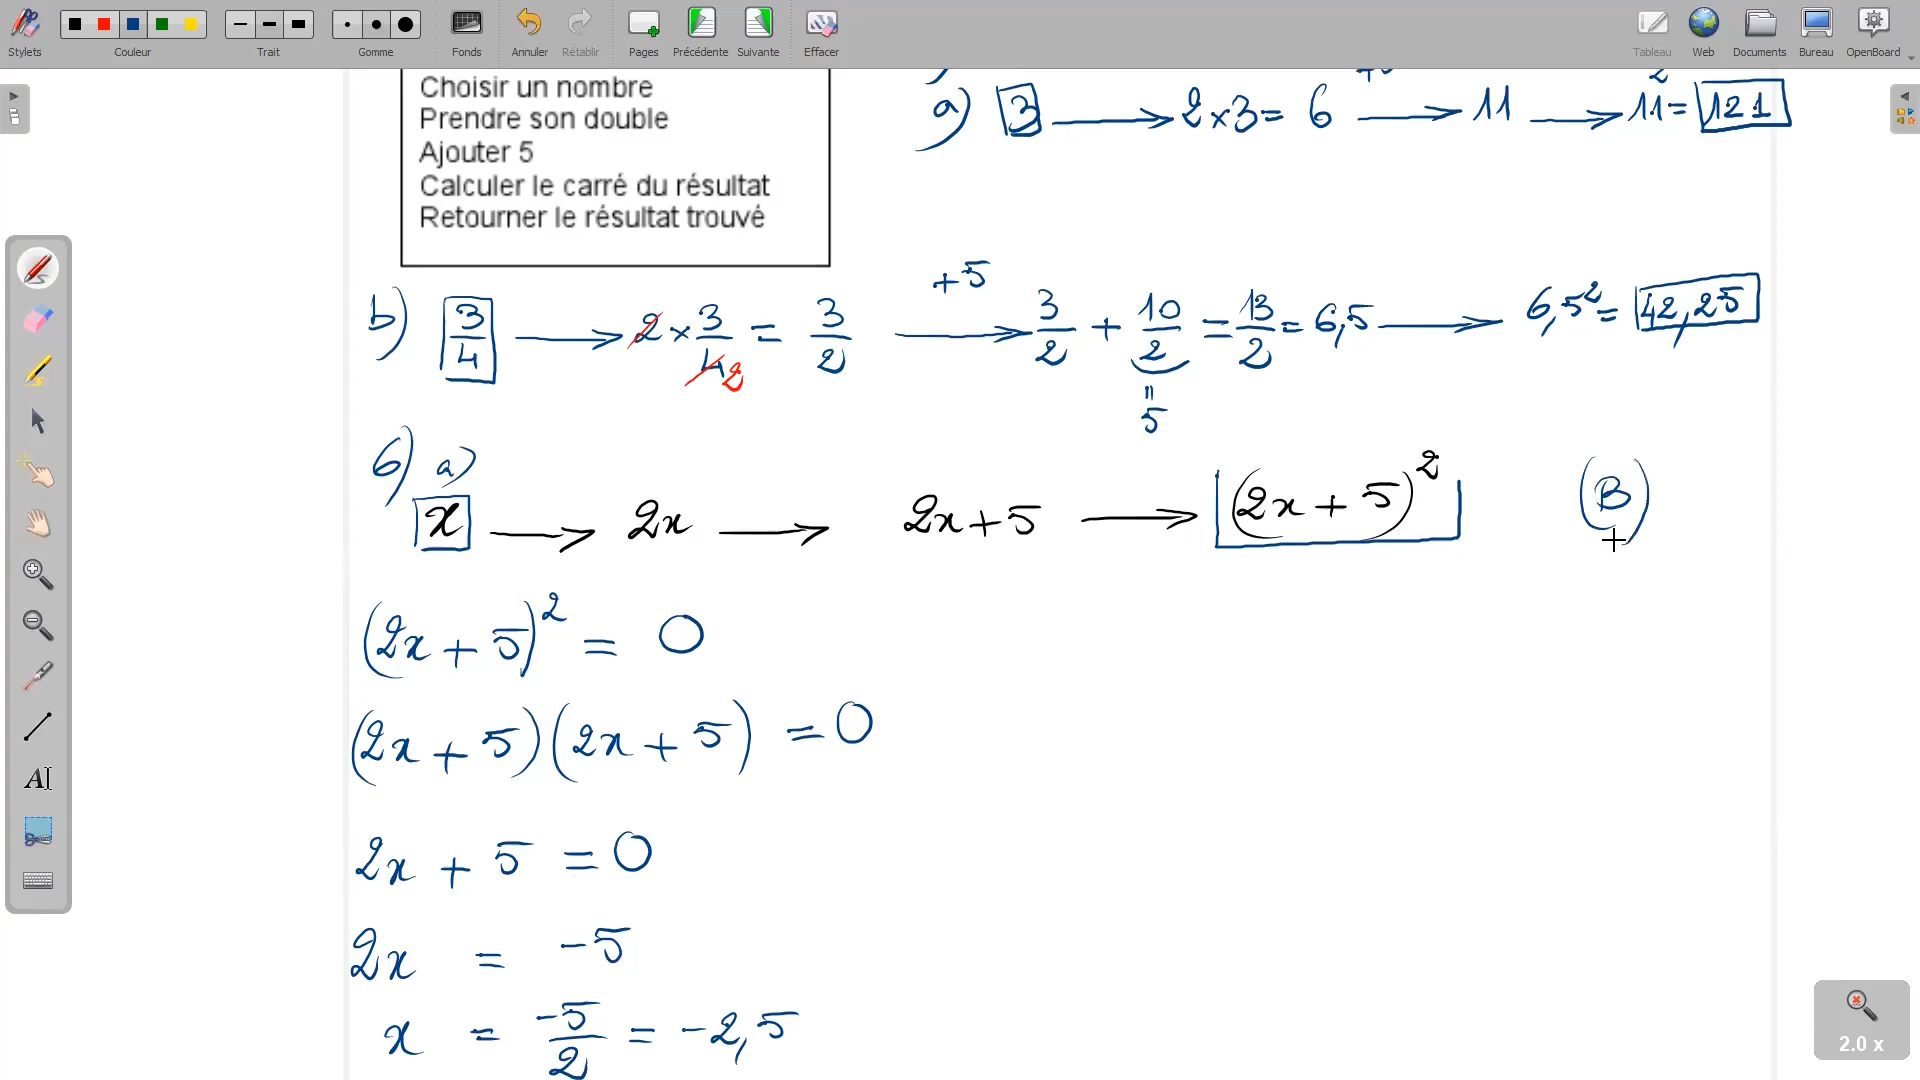 Stylets Couleur Trait Gomme Fonds Annuler Rétablir Pages Précédente Suivante Effacer Tableau Web Documents Bureau OpenBoard
Choisir un nombre
Prendre son double
Ajouter 5
Calculer le carré du résultat
Retourner le résultat trouvé
a) 3 → 2×3= 6 → 11 → 11²= 121
b) 3/4 → 2 × 3/4 2 = 3/2 +5 → 3/2 + 10/2 = 13/2 = 6,5 → 6,5² = 42,25
"
5
6) a)
x → 2x → 2x+5 → (2x + 5)² (B)
(2x + 5)² = 0
(2x + 5)(2x + 5) = 0
2x + 5 = 0
2x = -5
x = -5/2 = -2,5
AI
2.0 x